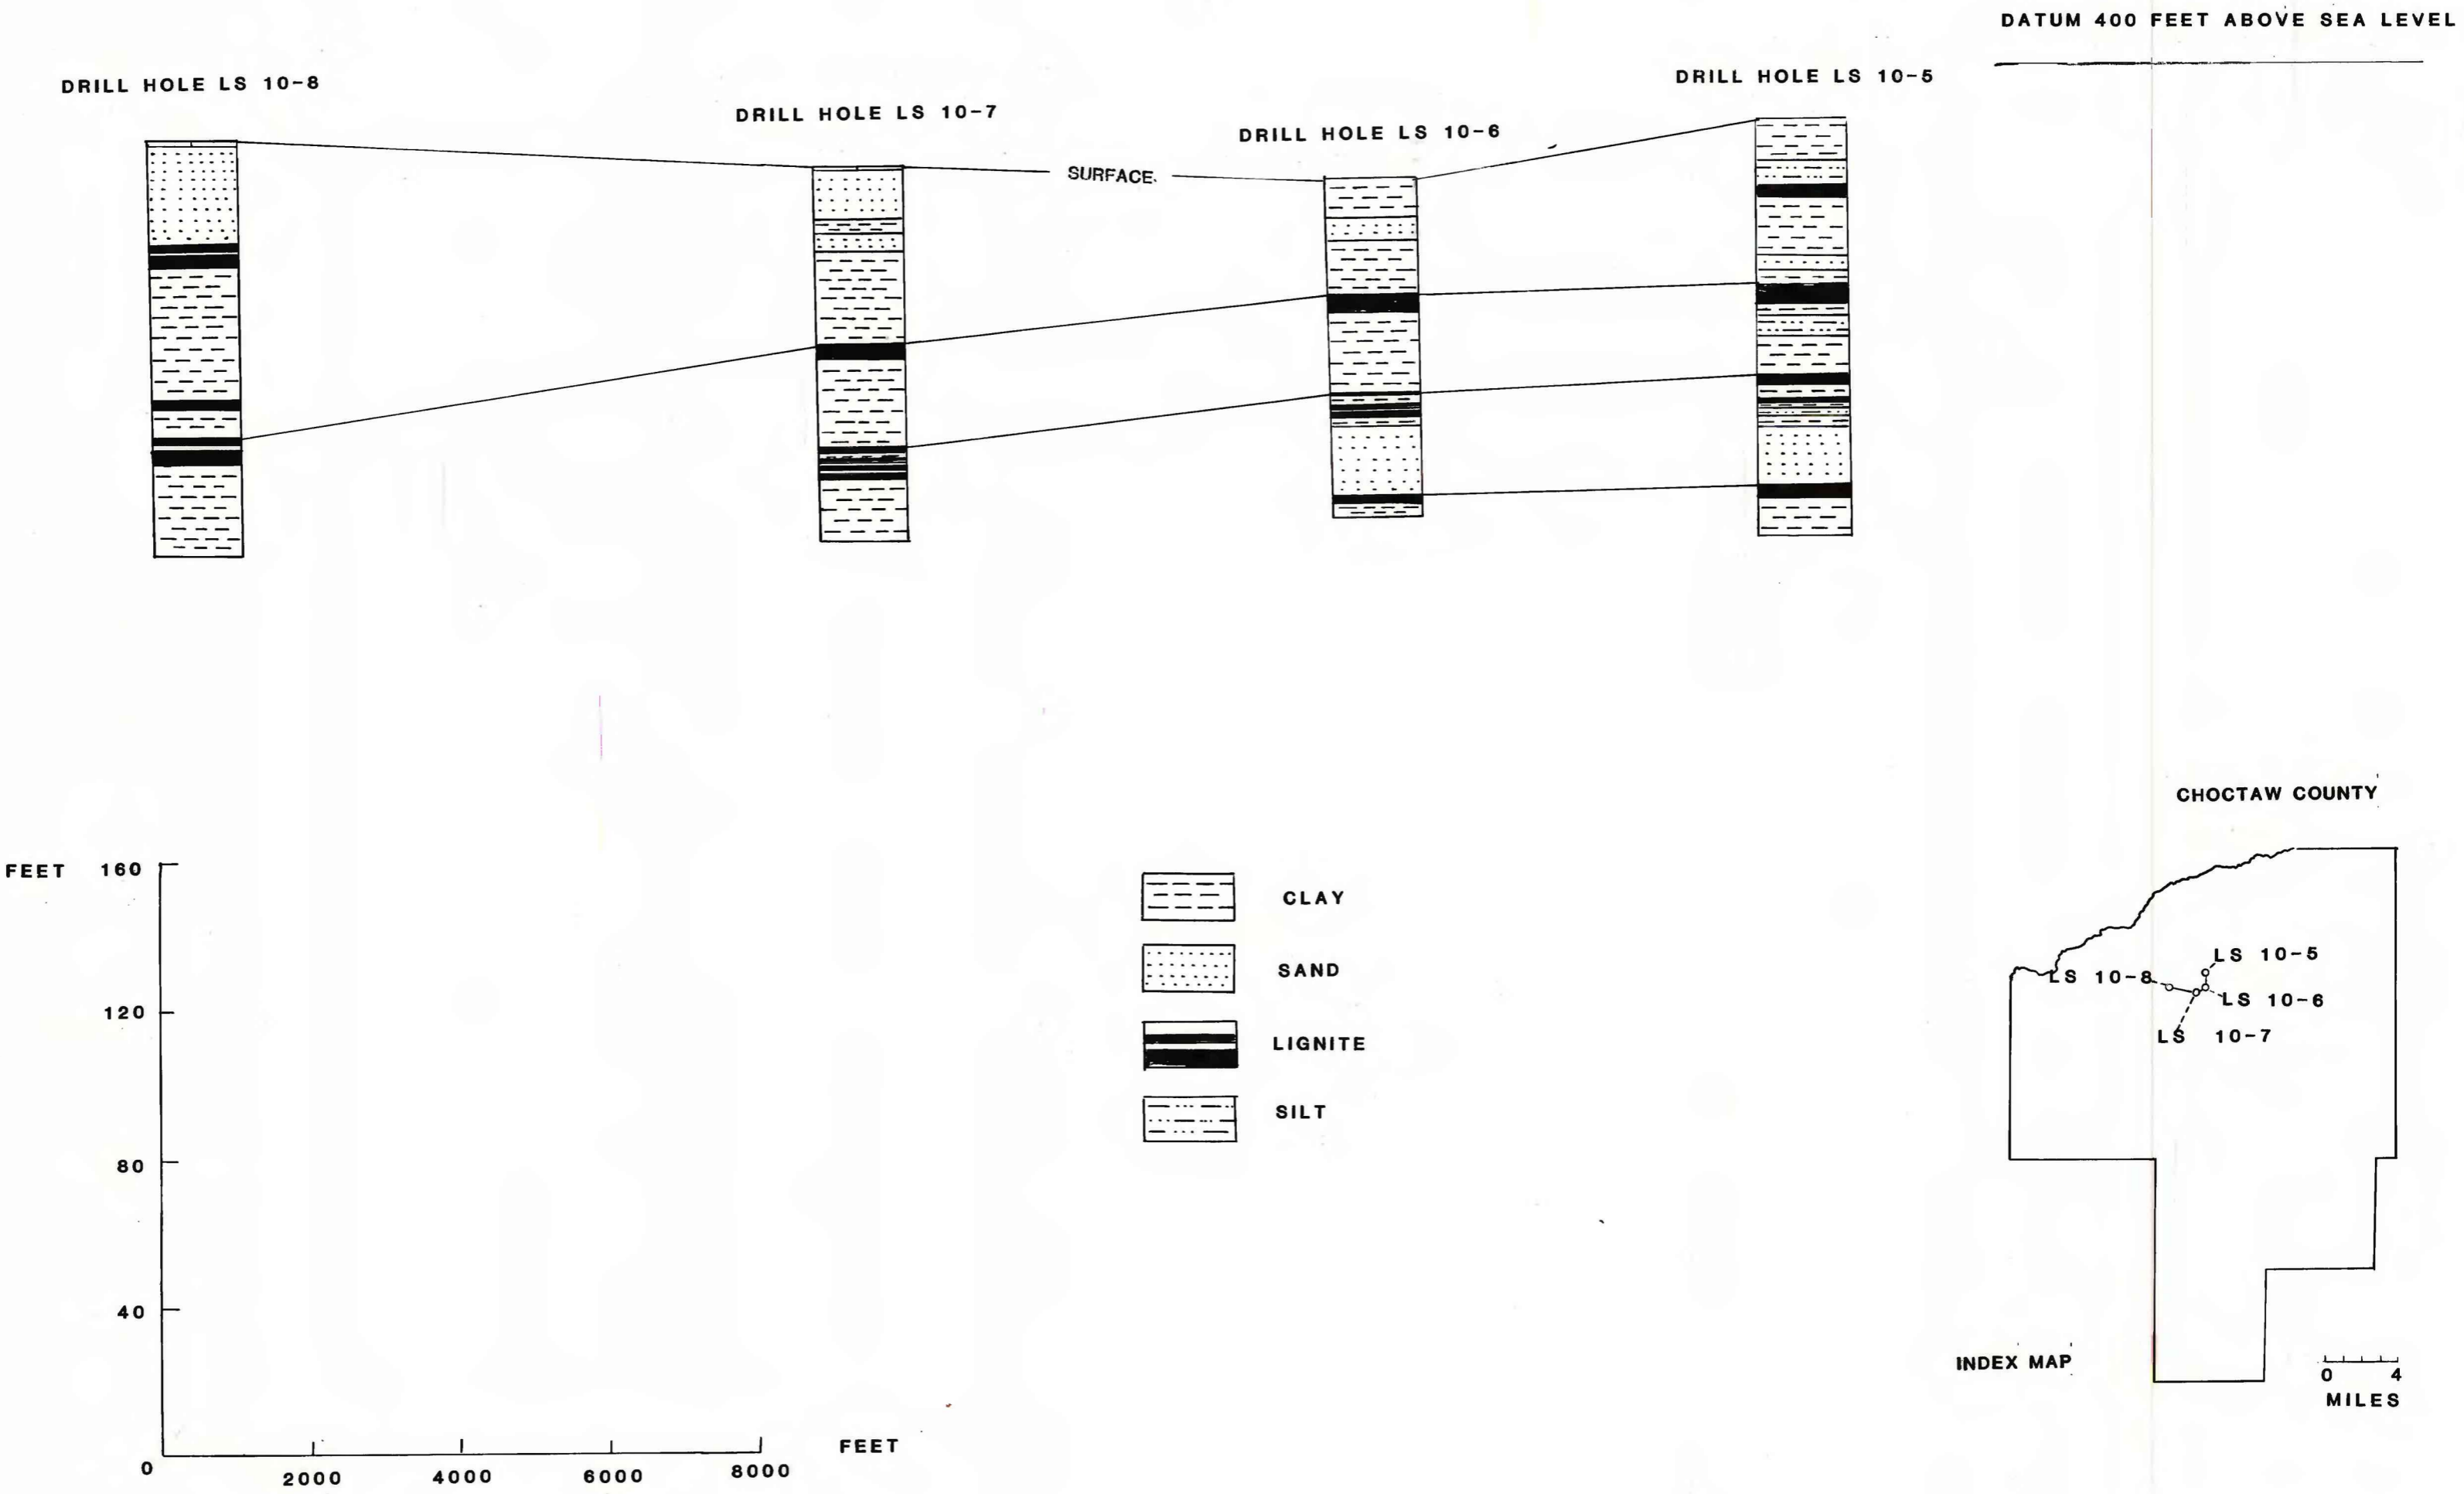 DATUM 400 FEET ABOVE SEA LEVEL
DRILL HOLE LS 10-8
DRILL HOLE LS 10-7
DRILL HOLE LS 10-6
DRILL HOLE LS 10-5
SURFACE
CHOCTAW COUNTY
FEET 160
120
80
40
0
2000
4000
6000
8000
FEET
CLAY
SAND
LIGNITE
SILT
LS 10-5
LS 10-8
LS 10-6
LS 10-7
INDEX MAP
0 4
MILES